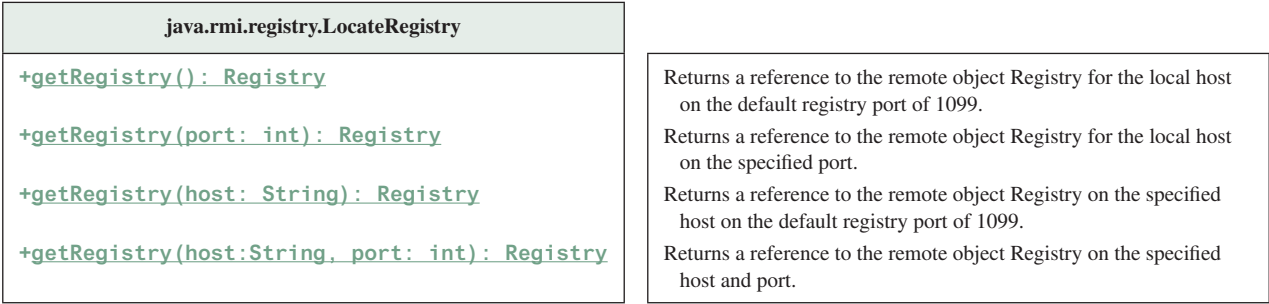 java.rmi.registry.LocateRegistry
+getRegistry(): Registry
Returns a reference to the remote object Registry for the local host
on the default registry port of 1099.
+getRegistry(port: int): Registry
Returns a reference to the remote object Registry for the local host
on the specified port.
+getRegistry(host: String): Registry
Returns a reference to the remote object Registry on the specified
host on the default registry port of 1099.
+getRegistry(host:String, port: int): Registry
Returns a reference to the remote object Registry on the specified
host and port.